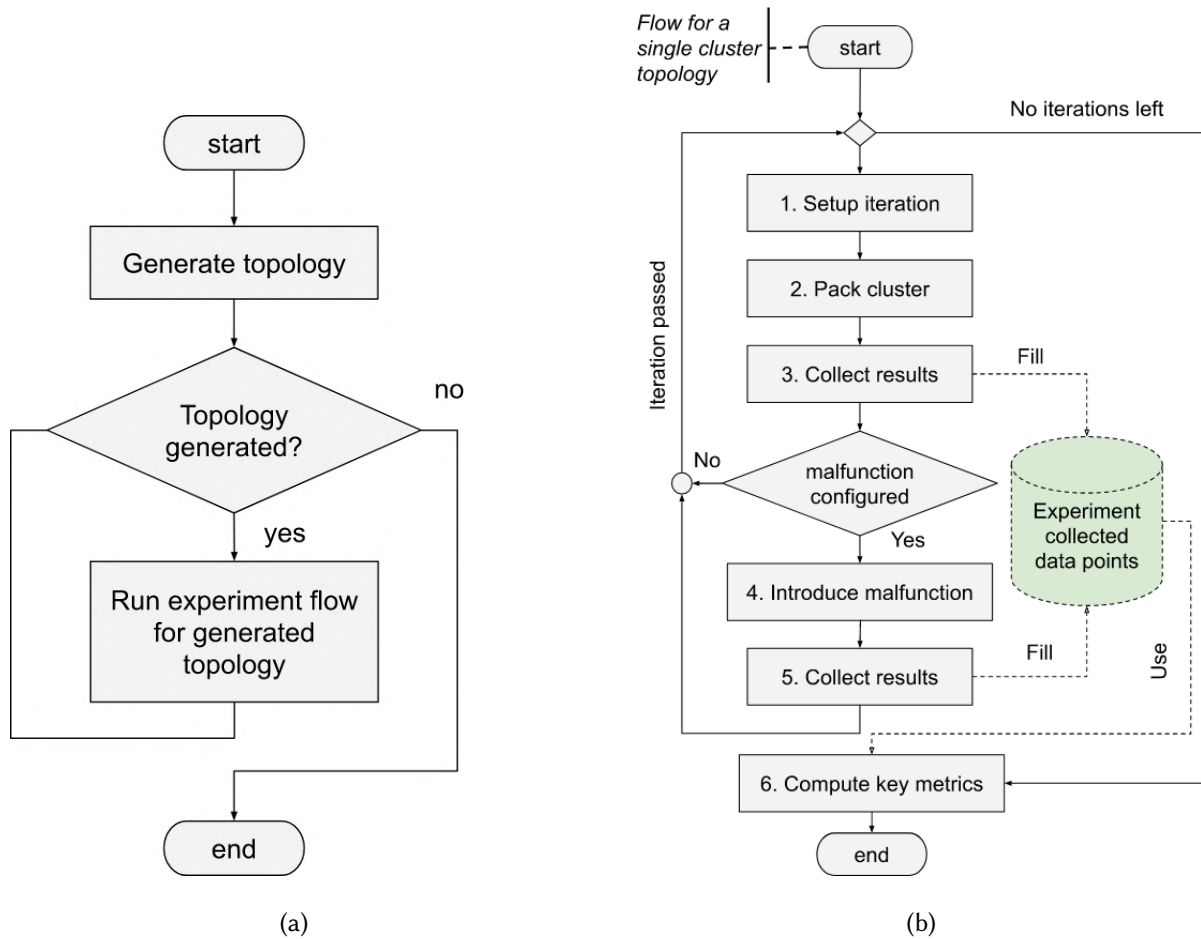 start
Generate topology
Topology
generated?
no
yes
Run experiment flow
for generated
topology
end
(a)
Flow for a
single cluster
topology
start
No iterations left
1. Setup iteration
2. Pack cluster
Iteration passed
3. Collect results
Fill
No
malfunction
configured
Experiment
collected
data points
Yes
4. Introduce malfunction
5. Collect results
Fill
Use
6. Compute key metrics
end
(b)